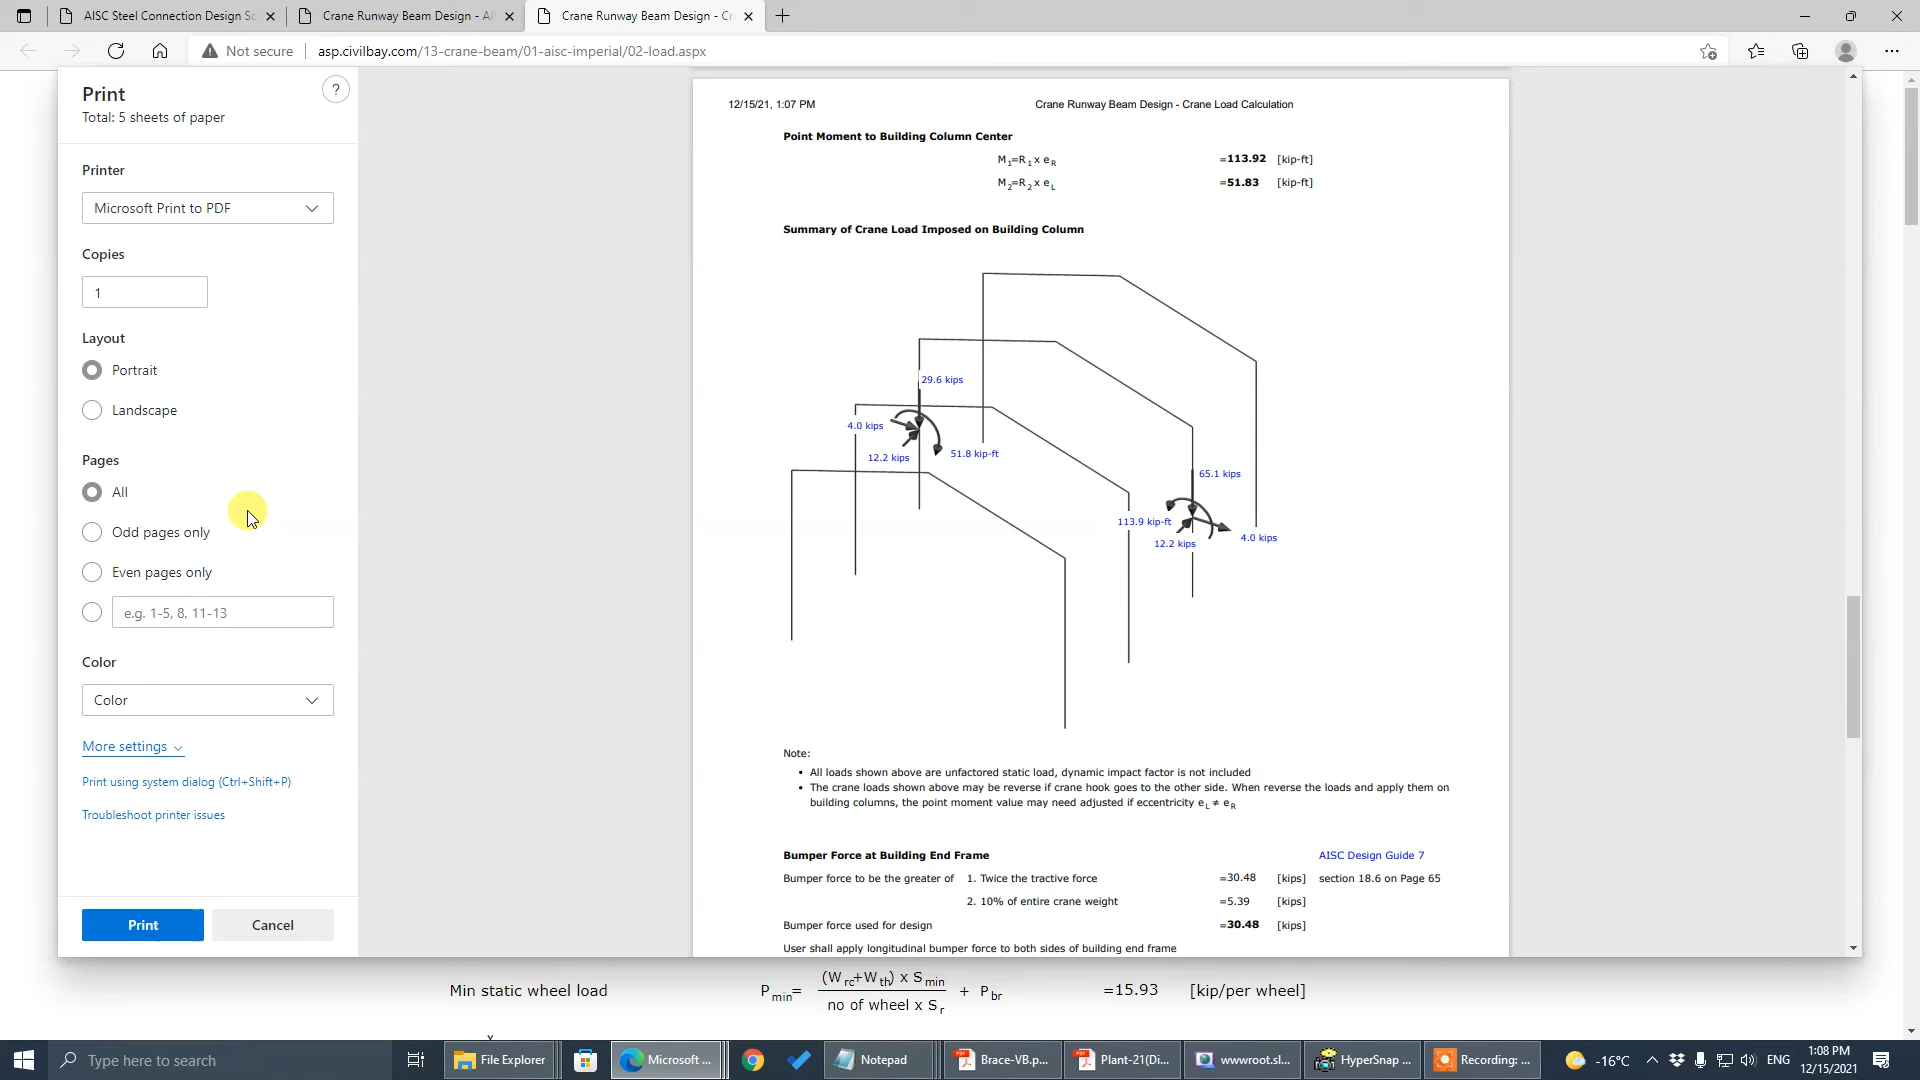 AISC Steel Connection Design So
Crane Runway Beam Design - AI
Crane Runway Beam Design - Cr
Not secure
asp.civilbay.com/13-crane-beam/01-aisc-imperial/02-load.aspx
Print
?
Total: 5 sheets of paper
Printer
Microsoft Print to PDF
Copies
1
Layout
Portrait
Landscape
Pages
All
Odd pages only
Even pages only
e.g. 1-5, 8, 11-13
Color
Color
More settings
Print using system dialog (Ctrl+Shift+P)
Troubleshoot printer issues
Print
Cancel
12/15/21, 1:07 PM
Crane Runway Beam Design - Crane Load Calculation
Point Moment to Building Column Center
M1=R1 x eR =113.92 [kip-ft]
M2=R2 x eL =51.83 [kip-ft]
Summary of Crane Load Imposed on Building Column
29.6 kips
4.0 kips
12.2 kips
51.8 kip-ft
65.1 kips
113.9 kip-ft
12.2 kips
4.0 kips
Note:
• All loads shown above are unfactored static load, dynamic impact factor is not included
• The crane loads shown above may be reverse if crane hook goes to the other side. When reverse the loads and apply them on
building columns, the point moment value may need adjusted if eccentricity eL ≠ eR
Bumper Force at Building End Frame AISC Design Guide 7
Bumper force to be the greater of 1. Twice the tractive force =30.48 [kips] section 18.6 on Page 65
2. 10% of entire crane weight =5.39 [kips]
Bumper force used for design =30.48 [kips]
User shall apply longitudinal bumper force to both sides of building end frame
(Wrc+Wth) x Smin
Min static wheel load Pmin= + Pbr =15.93 [kip/per wheel]
no of wheel x Sr
x
Type here to search
File Explorer
Microsoft ...
Notepad
Brace-VB.p...
Plant-21(Di...
wwwroot.sl...
HyperSnap ...
Recording: ...
-16°C
ENG
1:08 PM
12/15/2021